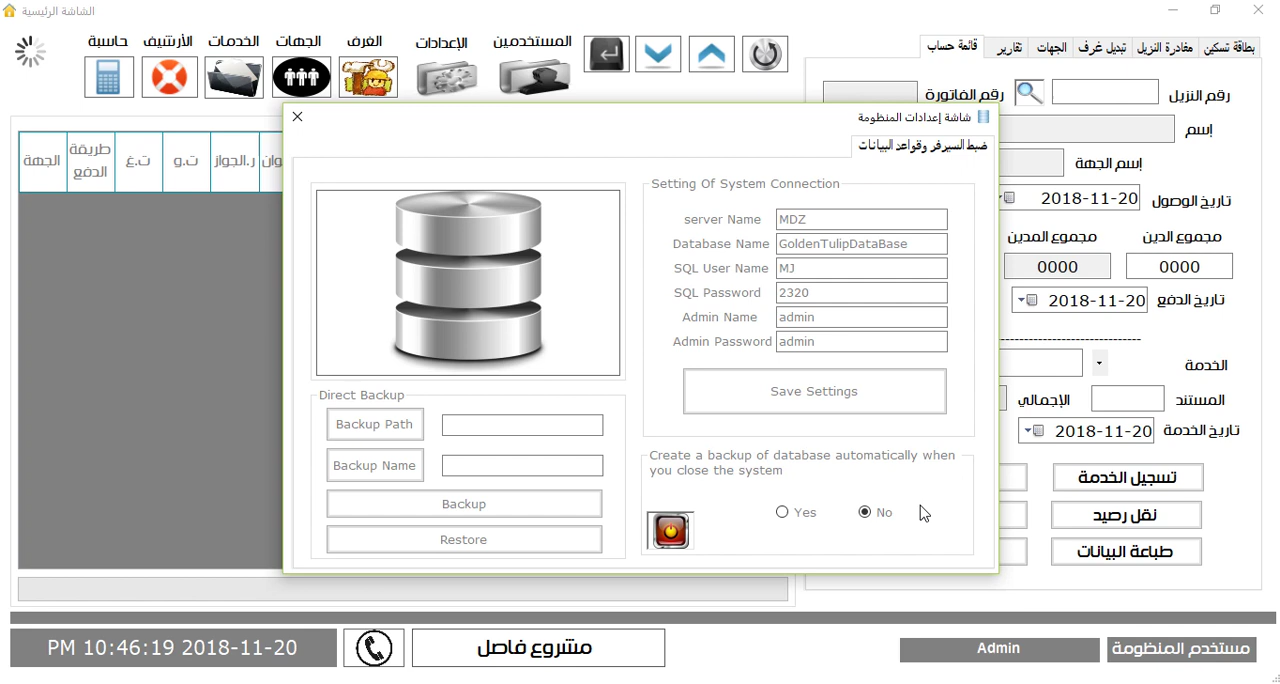 الشاشة الرئيسية
المستخدمين
الإعدادات
الغرف
الجهات
الخدمات
الأرشيف
حاسبة
بطاقة تسكين
مغادرة النزيل
تبديل غرف
الجهات
تقارير
قائمة حساب
رقم النزيل
رقم الفاتورة
إسم
إسم الجهة
تاريخ الوصول
2018-11-20
مجموع الدين
مجموع المدين
0000
0000
تاريخ الدفع
2018-11-20
---------------------------
الخدمة
المستند
الإجمالي
تاريخ الخدمة
2018-11-20
تسجيل الخدمة
نقل رصيد
طباعة البيانات
الجهة
طريقة الدفع
ت.غ
ت.و
ر.الجواز
وان
شاشة إعدادات المنظومة
ضبط السيرفر وقواعد البيانات
Setting Of System Connection
server Name MDZ
Database Name GoldenTulipDataBase
SQL User Name MJ
SQL Password 2320
Admin Name admin
Admin Password admin
Save Settings
Direct Backup
Backup Path
Backup Name
Backup
Restore
Create a backup of database automatically when
you close the system
Yes
No
PM 10:46:19 2018-11-20
مشروع فاصل
Admin
مستخدم المنظومة